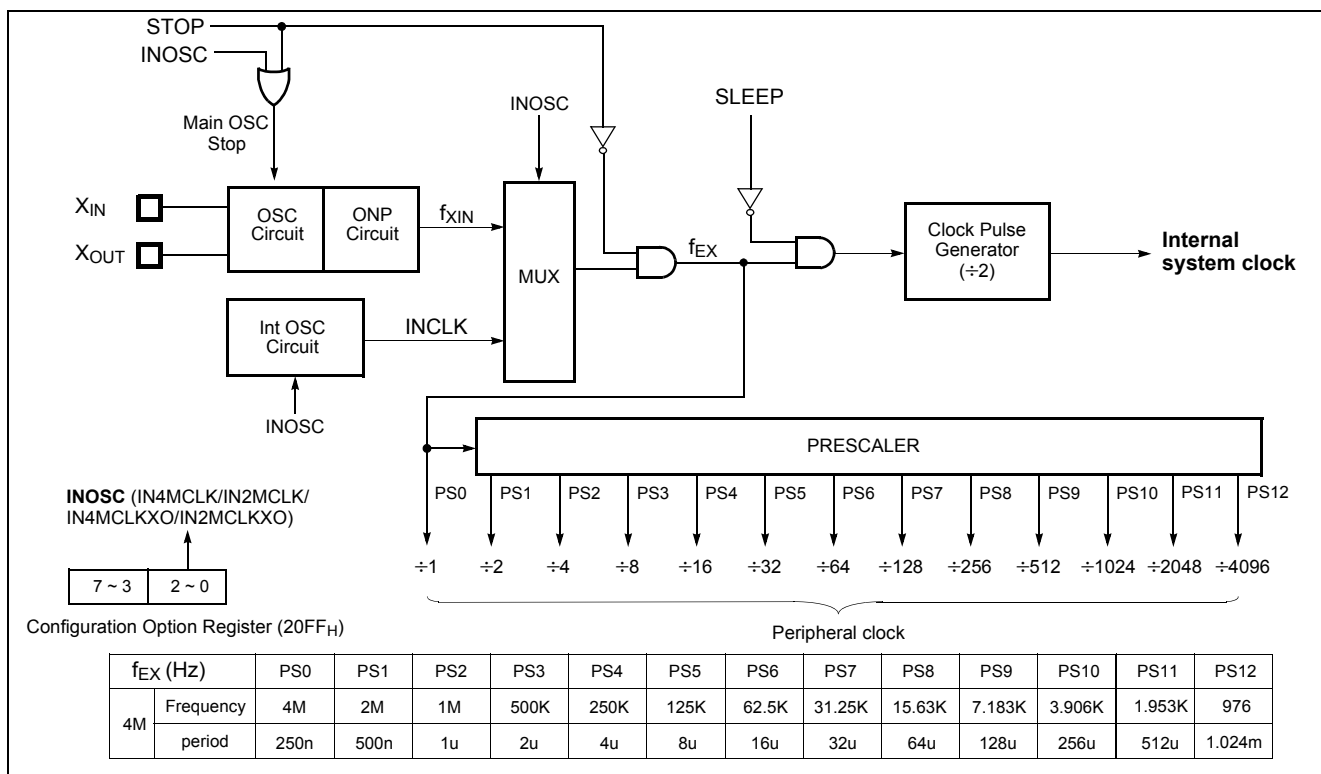 STOP
INOSC
Main OSC
Stop
INOSC
SLEEP
XIN
XOUT
OSC
Circuit
ONP
Circuit
fXIN
MUX
fEX
Clock Pulse
Generator
(÷2)
Internal
system clock
Int OSC
Circuit
INCLK
INOSC
PRESCALER
PS0 PS1 PS2 PS3 PS4 PS5 PS6 PS7 PS8 PS9 PS10 PS11 PS12
÷1 ÷2 ÷4 ÷8 ÷16 ÷32 ÷64 ÷128 ÷256 ÷512 ÷1024 ÷2048 ÷4096
Peripheral clock
INOSC (IN4MCLK/IN2MCLK/
IN4MCLKXO/IN2MCLKXO)
7 ~ 3 2 ~ 0
Configuration Option Register (20FFH)
fEX (Hz) PS0 PS1 PS2 PS3 PS4 PS5 PS6 PS7 PS8 PS9 PS10 PS11 PS12
4M Frequency 4M 2M 1M 500K 250K 125K 62.5K 31.25K 15.63K 7.183K 3.906K 1.953K 976
period 250n 500n 1u 2u 4u 8u 16u 32u 64u 128u 256u 512u 1.024m